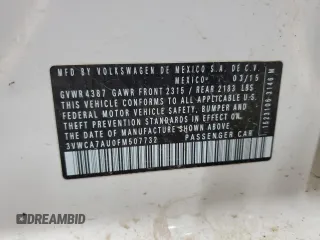 MFD BY VOLKSWAGEN DE MEXICO S.A. DE C.V.
MEXICO- 03/15
GVWR 4387 GAWR FRONT 2315 / REAR 2183 LBS
THIS VEHICLE CONFORMS TO ALL APPLICABLE
FEDERAL MOTOR VEHICLE SAFETY, BUMPER, AND
THEFT PREVENTION STANDARDS IN EFFECT ON
THE DATE OF MANUFACTURE SHOWN ABOVE.
3VWCA7AU0FM507732 PASSENGER CAR
DREAMBID
dreambid.com